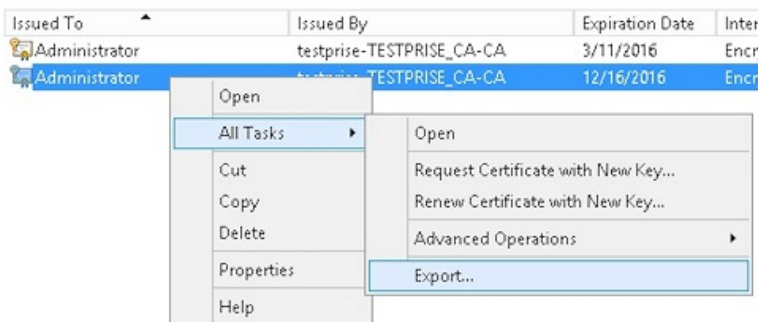 Issued To Issued By Expiration Date Inter
Administrator testprise-TESTPRISE_CA-CA 3/11/2016 Encr
Administrator testprise-TESTPRISE_CA-CA 12/16/2016 Encr
Open
All Tasks
Cut
Copy
Delete
Properties
Help
Open
Request Certificate with New Key...
Renew Certificate with New Key...
Advanced Operations
Export...